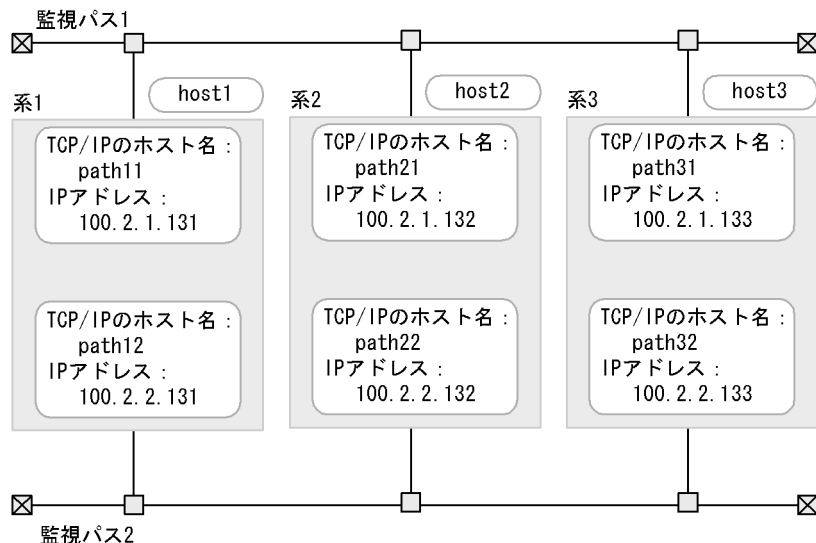 監視パス1
系1
host1
TCP/IPのホスト名：
path11
IPアドレス：
100.2.1.131
TCP/IPのホスト名：
path12
IPアドレス：
100.2.2.131
系2
host2
TCP/IPのホスト名：
path21
IPアドレス：
100.2.1.132
TCP/IPのホスト名：
path22
IPアドレス：
100.2.2.132
系3
host3
TCP/IPのホスト名：
path31
IPアドレス：
100.2.1.133
TCP/IPのホスト名：
path32
IPアドレス：
100.2.2.133
監視パス2